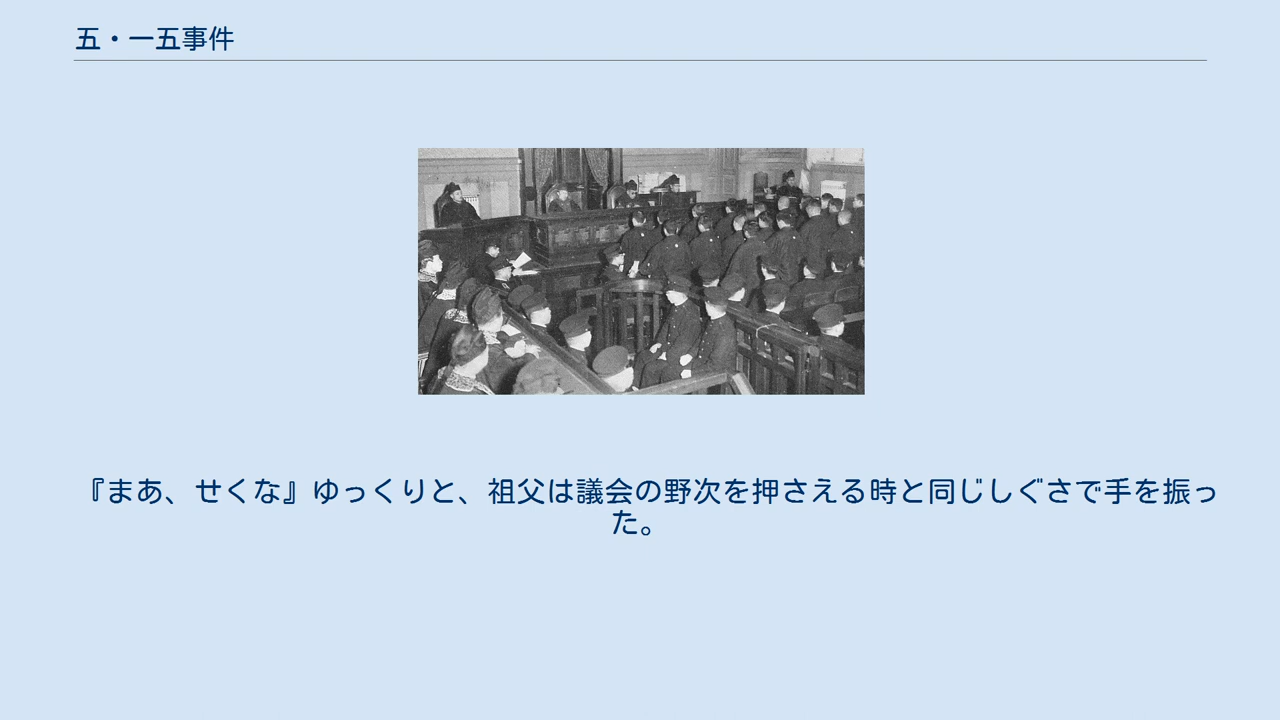 五・一五事件
『まあ、せくな』ゆっくりと、祖父は議会の野次を押さえる時と同じしぐさで手を振っ
た。